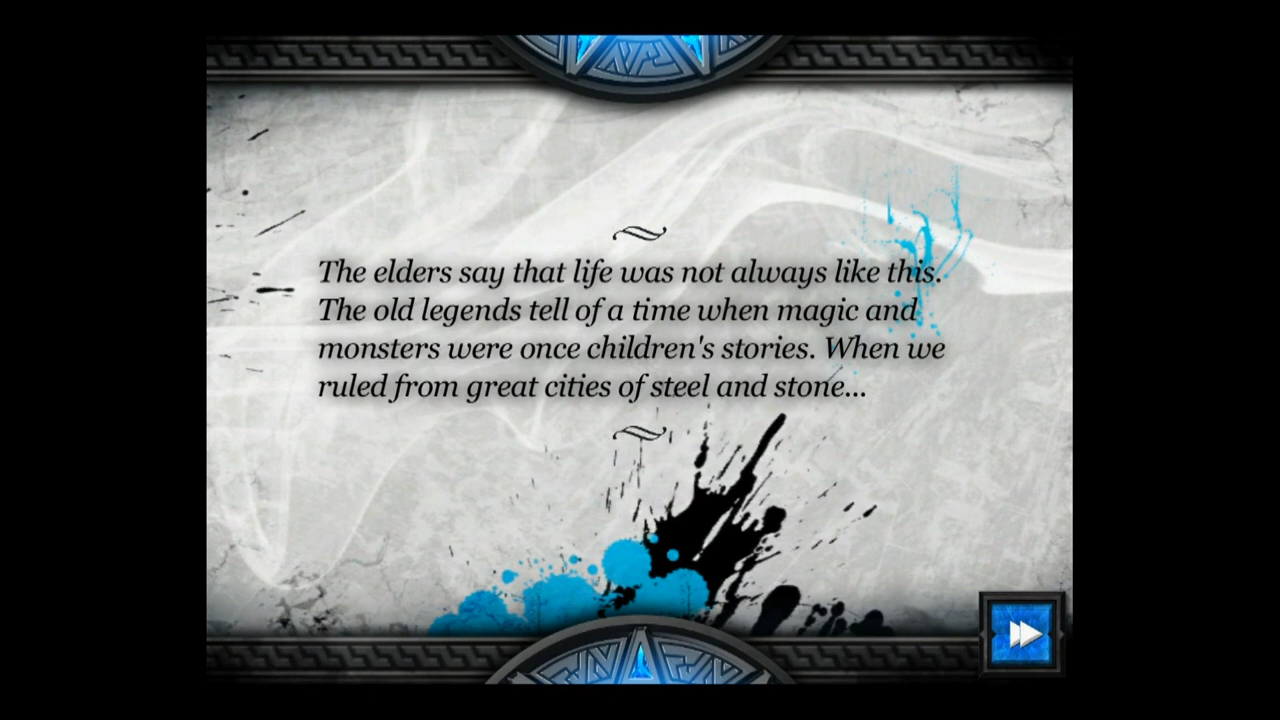 The elders say that life was not always like this.
The old legends tell of a time when magic and
monsters were once children's stories. When we
ruled from great cities of steel and stone...